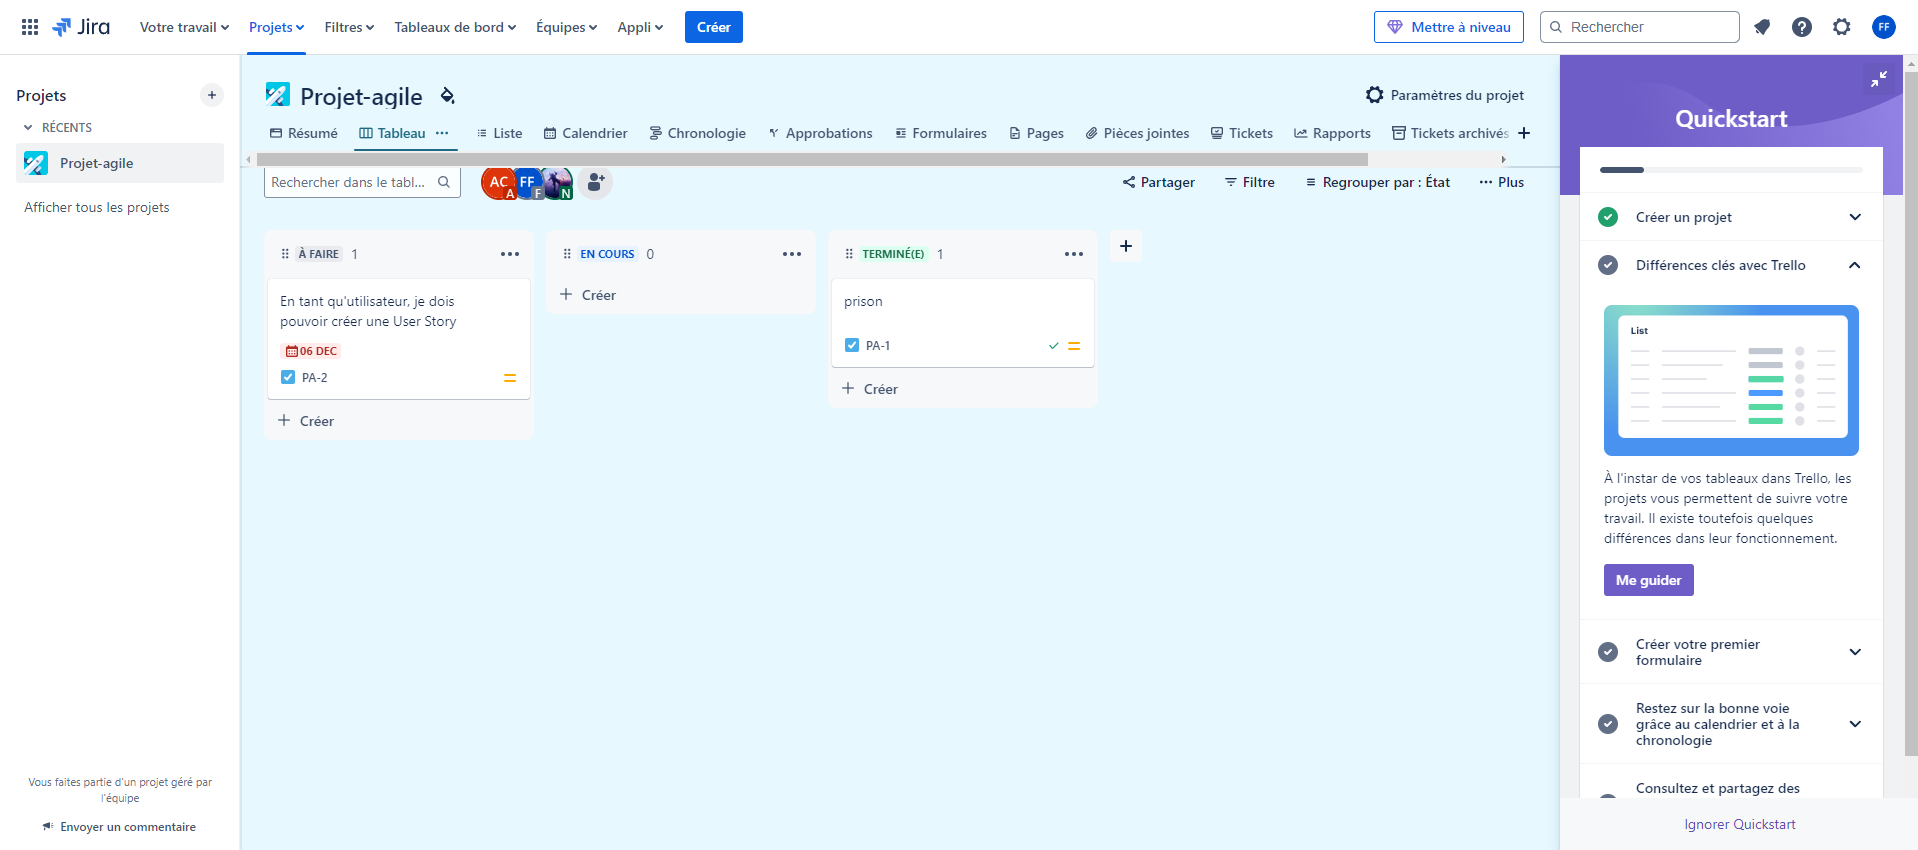 Jira
Votre travail
Projets
Filtres
Tableaux de bord
Équipes
Appli
Créer
Mettre à niveau
Rechercher
FF
Projets
RÉCENTS
Projet-agile
Afficher tous les projets
Vous faites partie d'un projet géré par
l'équipe
Envoyer un commentaire
Projet-agile
Paramètres du projet
Résumé
Tableau
Liste
Calendrier
Chronologie
Approbations
Formulaires
Pages
Pièces jointes
Tickets
Rapports
Tickets archivés
Rechercher dans le tabl...
AC
A
FF
F
N
Partager
Filtre
Regrouper par : État
Plus
À FAIRE 1
En tant qu'utilisateur, je dois
pouvoir créer une User Story
06 DEC
PA-2
Créer
EN COURS 0
Créer
TERMINÉ(E) 1
prison
PA-1
Créer
Quickstart
Créer un projet
Différences clés avec Trello
List
À l'instar de vos tableaux dans Trello, les
projets vous permettent de suivre votre
travail. Il existe toutefois quelques
différences dans leur fonctionnement.
Me guider
Créer votre premier
formulaire
Restez sur la bonne voie
grâce au calendrier et à la
chronologie
Consultez et partagez des
Ignorer Quickstart